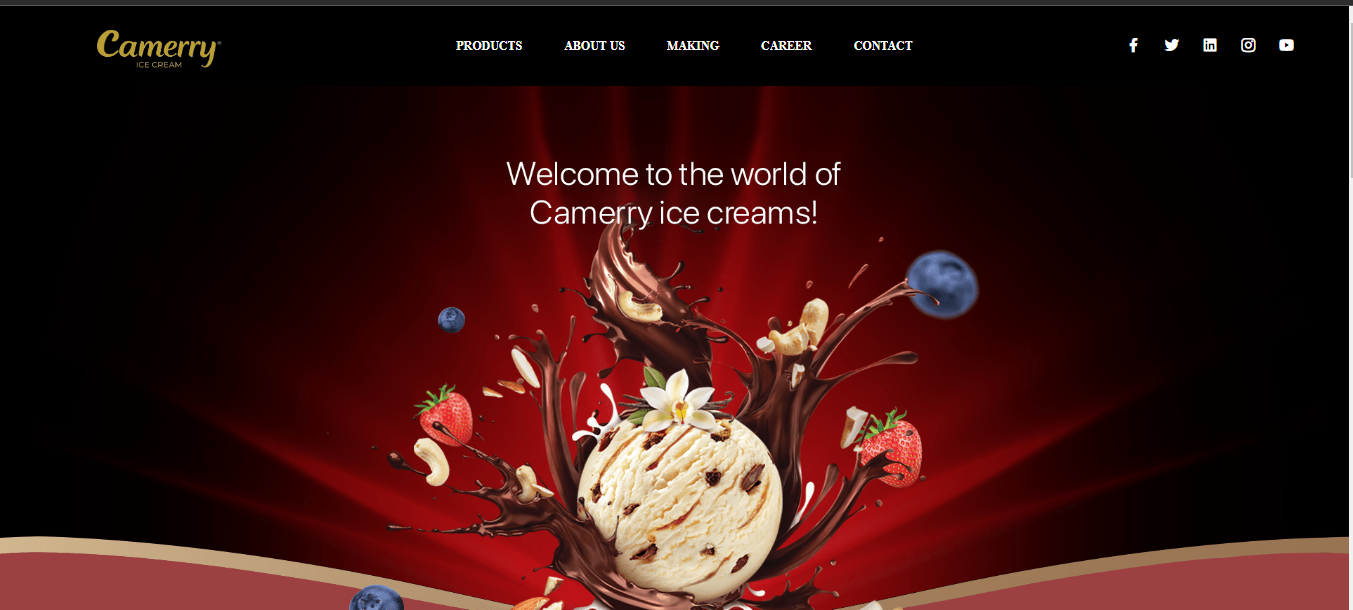 Camerry
ICE CREAM
PRODUCTS
ABOUT US
MAKING
CAREER
CONTACT
Welcome to the world of
Camerry ice creams!